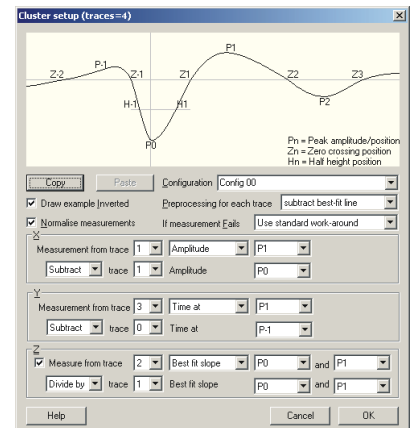 Cluster setup (traces=4)
P1
P-1
Z-2 Z-1 Z1 Z2 Z3
H-1 H1 P2
P0
Pn = Peak amplitude/position
Zn = Zero crossing position
Hn = Half height position
Copy Paste Configuration Config 00
Draw example Inverted Preprocessing for each trace subtract best-fit line
Normalise measurements If measurement Fails Use standard work-around
X
Measurement from trace 1 Amplitude P1
Subtract trace 1 Amplitude P0
Y
Measurement from trace 3 Time at P1
Subtract trace 0 Time at P-1
Z
Measure from trace 2 Best fit slope P0 and P1
Divide by trace 1 Best fit slope P0 and P1
Help Cancel OK